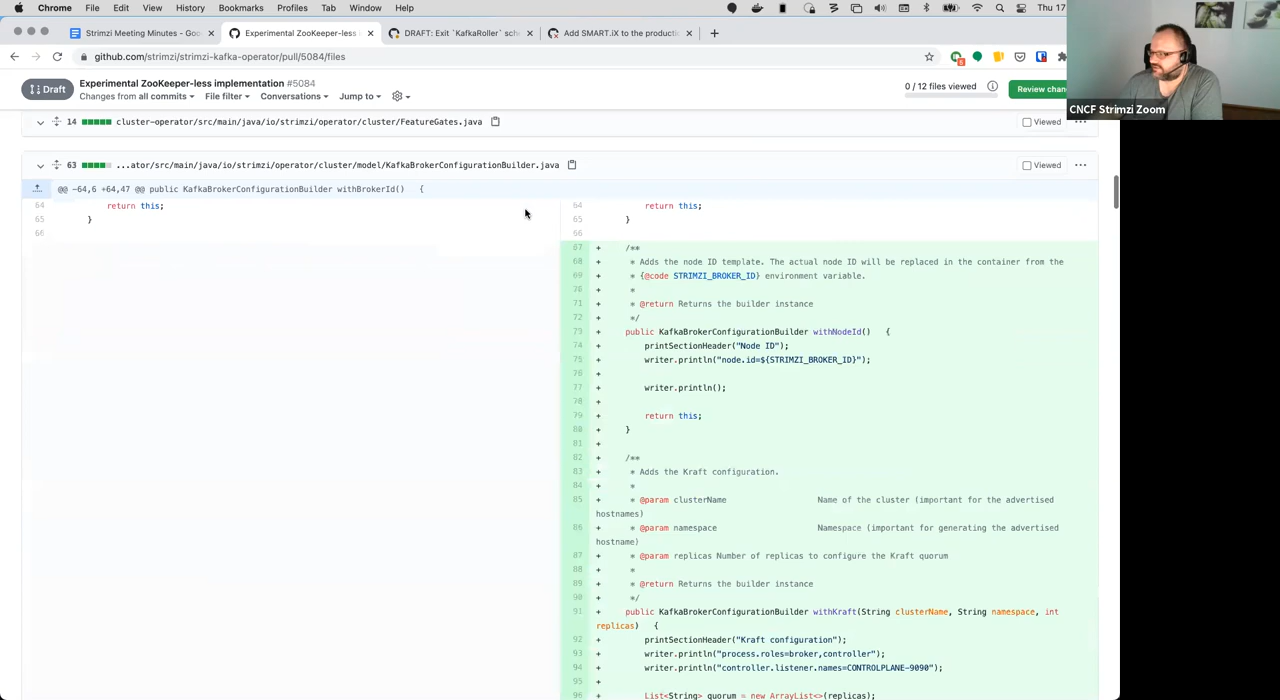 Chrome File Edit View History Bookmarks Profiles Tab Window Help Thu 17
Strimzi Meeting Minutes - Goo
Experimental ZooKeeper-less i
DRAFT: Exit `KafkaRoller` sche
Add SMART.iX to the productio
github.com/strimzi/strimzi-kafka-operator/pull/5084/files
Draft
Experimental ZooKeeper-less implementation #5084
Changes from all commits File filter Conversations Jump to
0 / 12 files viewed
Review chan
CNCF Strimzi Zoom
14 cluster-operator/src/main/java/io/strimzi/operator/cluster/FeatureGates.java Viewed
63 ...ator/src/main/java/io/strimzi/operator/cluster/model/KafkaBrokerConfigurationBuilder.java Viewed
@@ -64,6 +64,47 @@ public KafkaBrokerConfigurationBuilder withBrokerId() {
64 return this; 64 return this;
65 } 65 }
66 66
67 + /**
68 + * Adds the node ID template. The actual node ID will be replaced in the container from the
69 + * {@code STRIMZI_BROKER_ID} environment variable.
70 + *
71 + * @return Returns the builder instance
72 + */
73 + public KafkaBrokerConfigurationBuilder withNodeId() {
74 + printSectionHeader("Node ID");
75 + writer.println("node.id=${STRIMZI_BROKER_ID}");
76 +
77 + writer.println();
78 +
79 + return this;
80 + }
81 +
82 + /**
83 + * Adds the Kraft configuration.
84 + *
85 + * @param clusterName Name of the cluster (important for the advertised
hostnames)
86 + * @param namespace Namespace (important for generating the advertised
hostname)
87 + * @param replicas Number of replicas to configure the Kraft quorum
88 + *
89 + * @return Returns the builder instance
90 + */
91 + public KafkaBrokerConfigurationBuilder withKraft(String clusterName, String namespace, int
replicas) {
92 + printSectionHeader("Kraft configuration");
93 + writer.println("process.roles=broker,controller");
94 + writer.println("controller.listener.names=CONTROLPLANE-9090");
95 +
96 + List<String> quorum = new ArrayList<>(replicas);